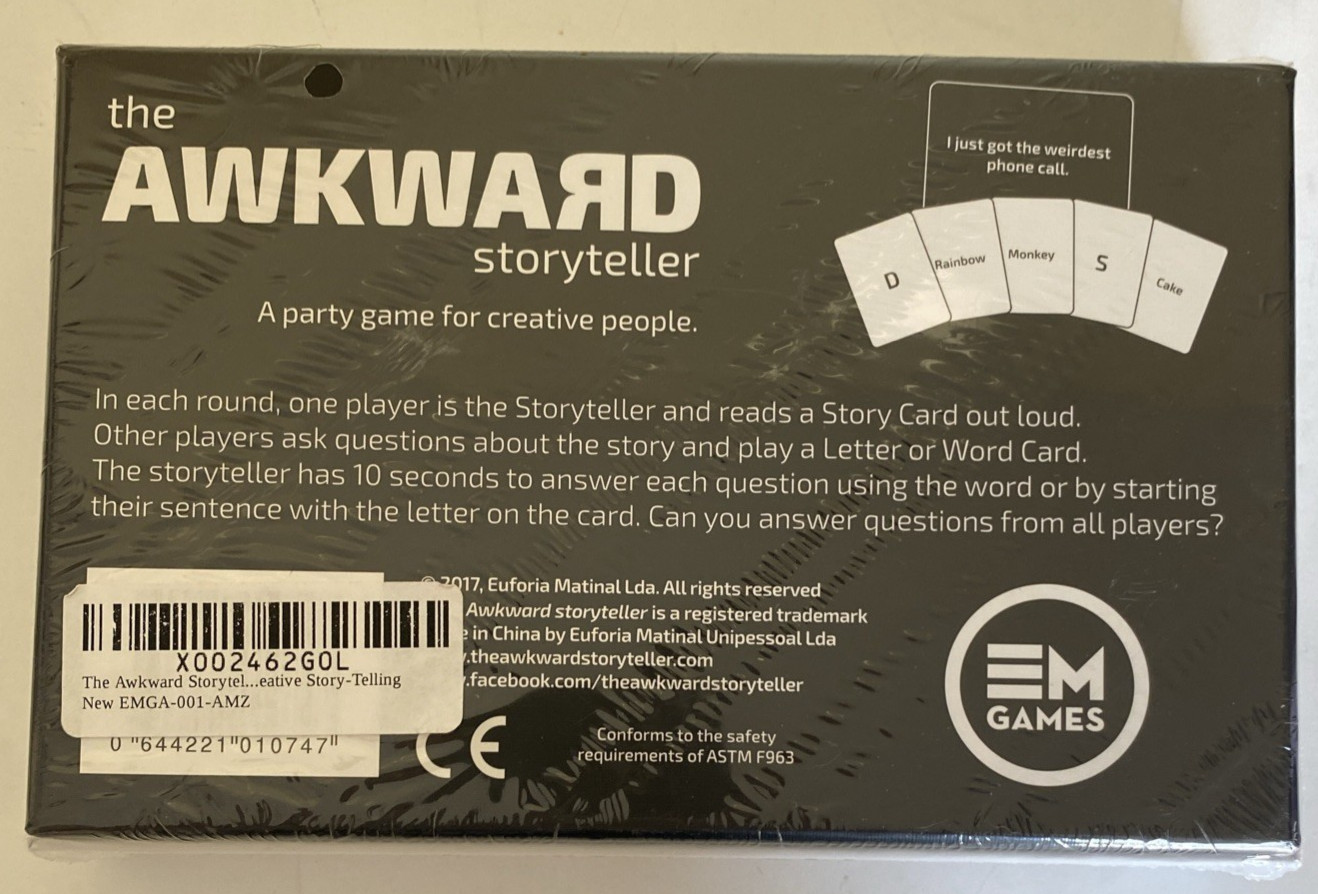 the
AWKWARD
storyteller
A party game for creative people.
I just got the weirdest
phone call.
D
Rainbow
Monkey
S
Cake
In each round, one player is the Storyteller and reads a Story Card out loud.
Other players ask questions about the story and play a Letter or Word Card.
The storyteller has 10 seconds to answer each question using the word or by starting
their sentence with the letter on the card. Can you answer questions from all players?
© 2017, Euforia Matinal Lda. All rights reserved
Awkward storyteller is a registered trademark
in China by Euforia Matinal Unipessoal Lda
.theawkwardstoryteller.com
.facebook.com/theawkwardstoryteller
X002462GOL
The Awkward Storytel...eative Story-Telling
New EMGA-001-AMZ
0 "644221"010747"
CE
Conforms to the safety
requirements of ASTM F963
EM
GAMES